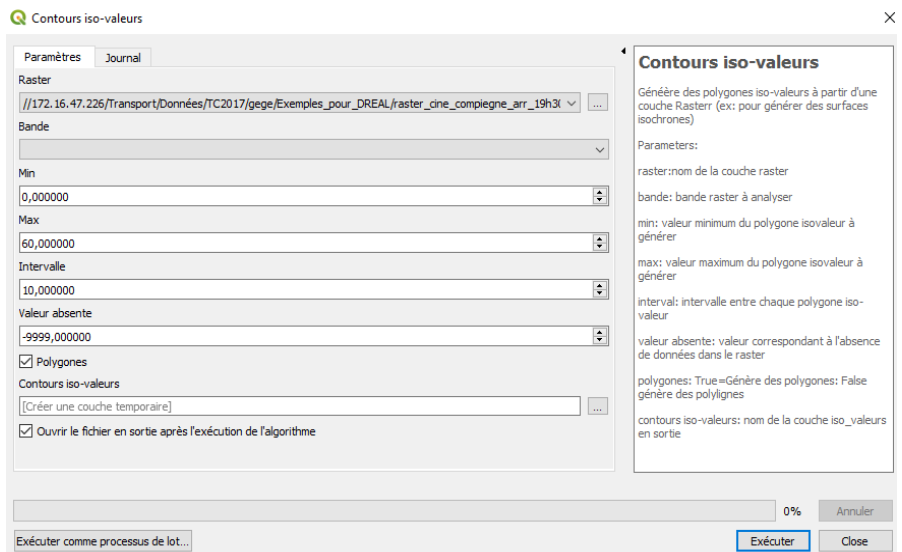 Contours iso-valeurs
Paramètres
Journal
Raster
//172.16.47.226/Transport/Données/TC2017/gege/Exemples_pour_DREAL/raster_cine_compiegne_arr_19h3(
...
Bande
Min
0,000000
Max
60,000000
Intervalle
10,000000
Valeur absente
-9999,000000
Polygones
Contours iso-valeurs
[Créer une couche temporaire]
...
Ouvrir le fichier en sortie après l'exécution de l'algorithme
Contours iso-valeurs
Généère des polygones iso-valeurs à partir d'une
couche Rasterr (ex: pour générer des surfaces
isochrones)
Parameters:
raster:nom de la couche raster
bande: bande raster à analyser
min: valeur minimum du polygone isovaleur à
générer
max: valeur maximum du polygone isovaleur à
générer
interval: intervalle entre chaque polygone iso-
valeur
valeur absente: valeur correspondant à l'absence
de données dans le raster
polygones: True=Génère des polygones: False
génère des polylignes
contours iso-valeurs: nom de la couche iso_valeurs
en sortie
0%
Annuler
Exécuter comme processus de lot...
Exécuter
Close